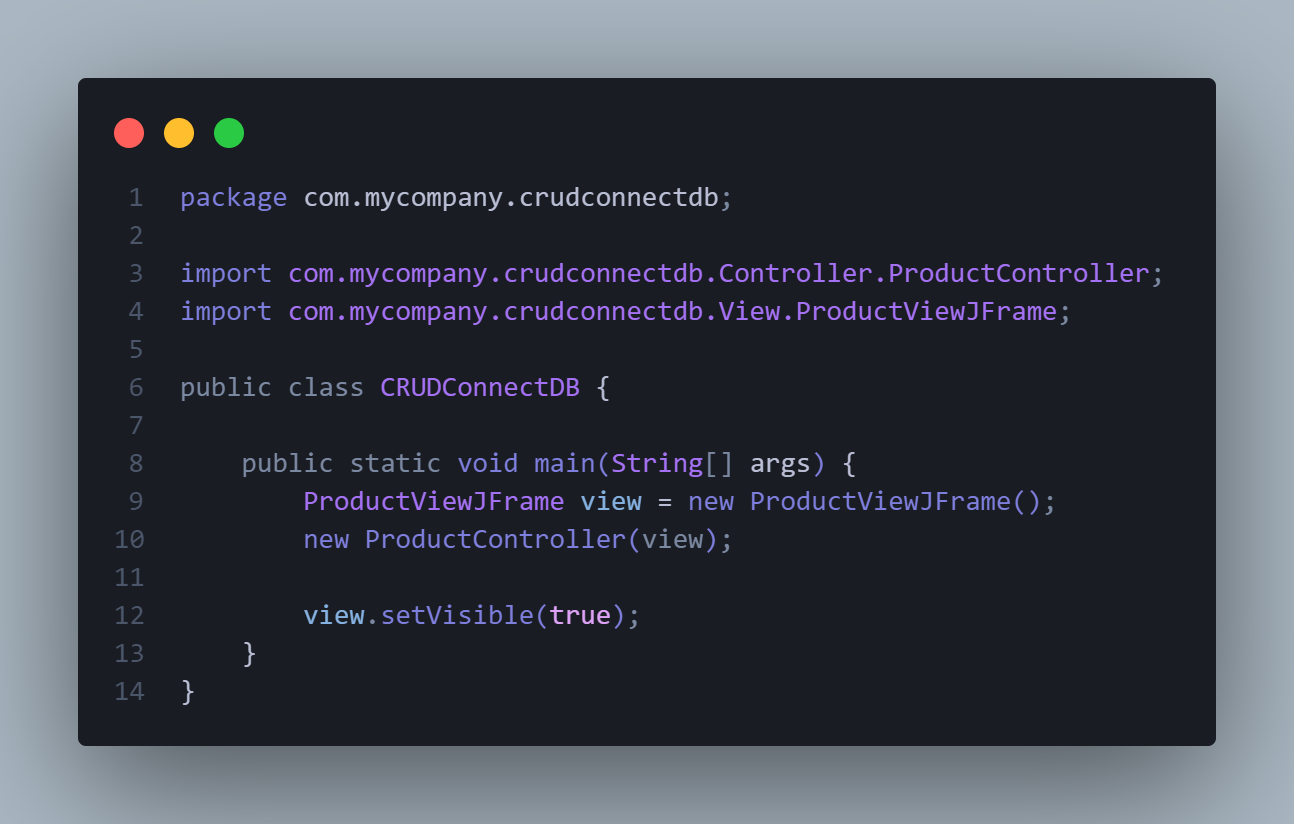 1 package com.mycompany.crudconnectdb;
2
3 import com.mycompany.crudconnectdb.Controller.ProductController;
4 import com.mycompany.crudconnectdb.View.ProductViewJFrame;
5
6 public class CRUDConnectDB {
7
8     public static void main(String[] args) {
9         ProductViewJFrame view = new ProductViewJFrame();
10         new ProductController(view);
11
12         view.setVisible(true);
13     }
14 }